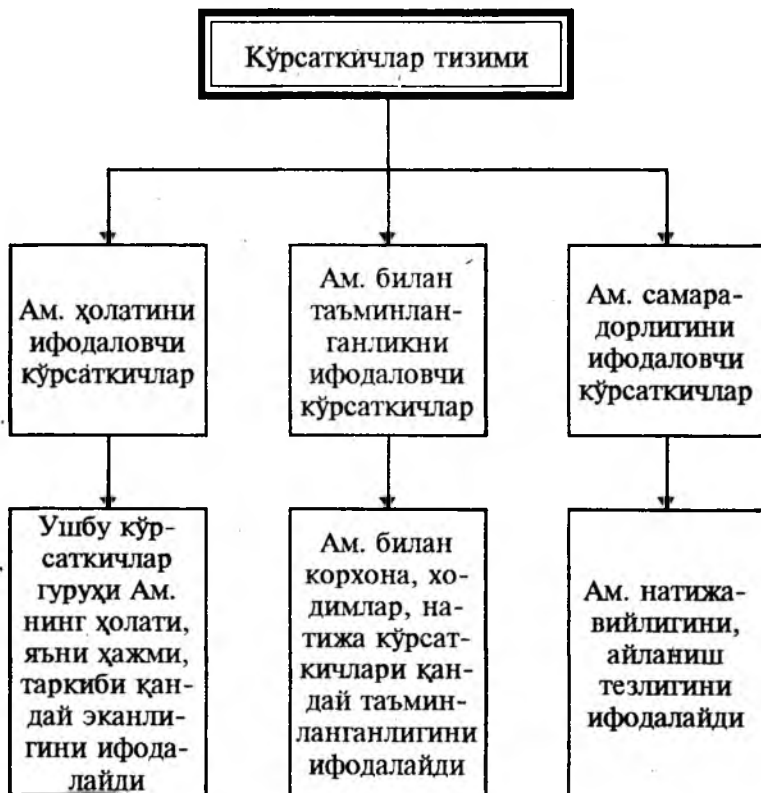 Кўрсаткичлар тизими
Ам. ҳолатини
ифодаловчи
кўрсаткичлар
Ам. билан
таъминлан-
ганликни
ифодаловчи
кўрсаткичлар
Ам. самара-
дорлигини
ифодаловчи
кўрсаткичлар
Ушбу кўр-
саткичлар
гуруҳи Ам.
нинг ҳолати,
яъни ҳажми,
таркиби қан-
дай эканли-
гини ифода-
лайди
Ам. билан
корхона, хо-
димлар, на-
тижа кўрсат-
кичлари қан-
дай таъмин-
ланганлигини
ифодалайди
Ам. натижа-
вийлигини,
айланиш
тезлигини
ифодалайди